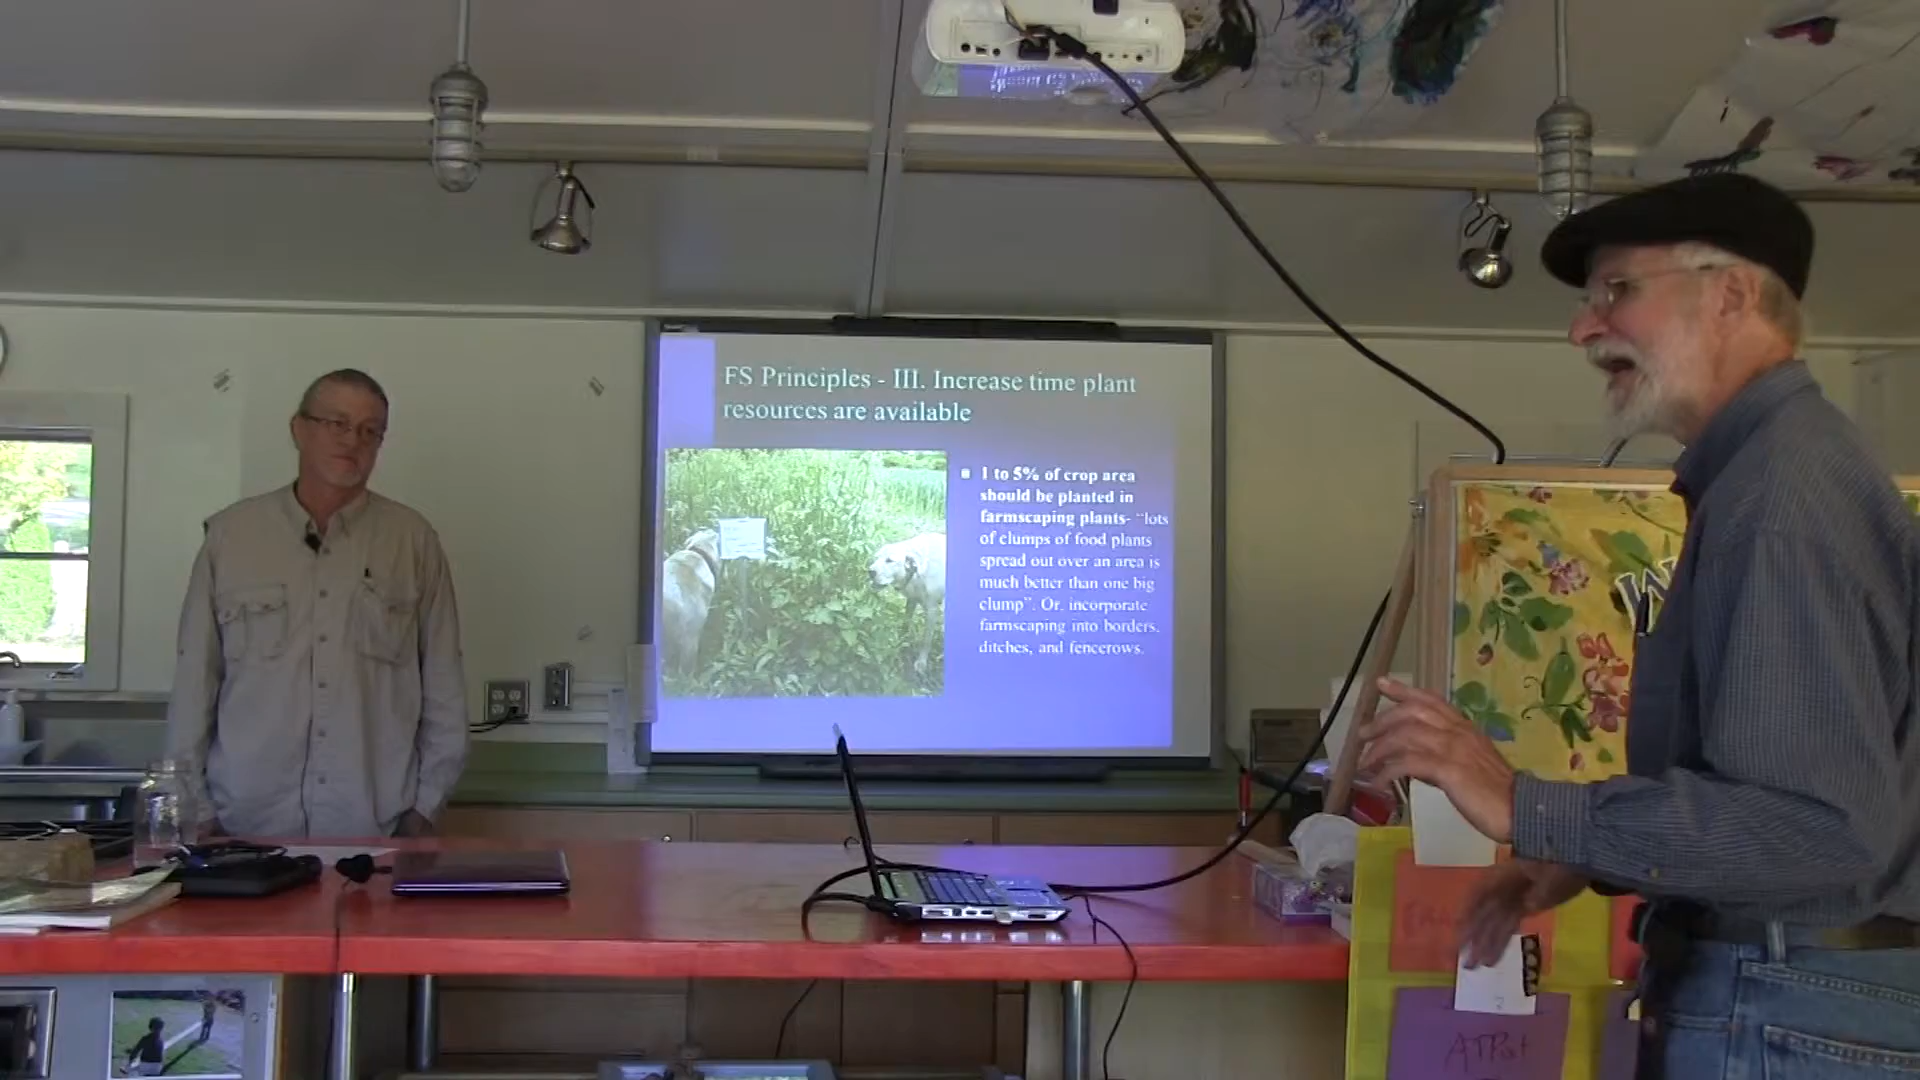 FS Principles - III. Increase time plant
resources are available
1 to 5% of crop area
should be planted in
farmscaping plants- “lots
of clumps of food plants
spread out over an area is
much better than one big
clump”. Or, incorporate
farmscaping into borders,
ditches, and fencerows.
W